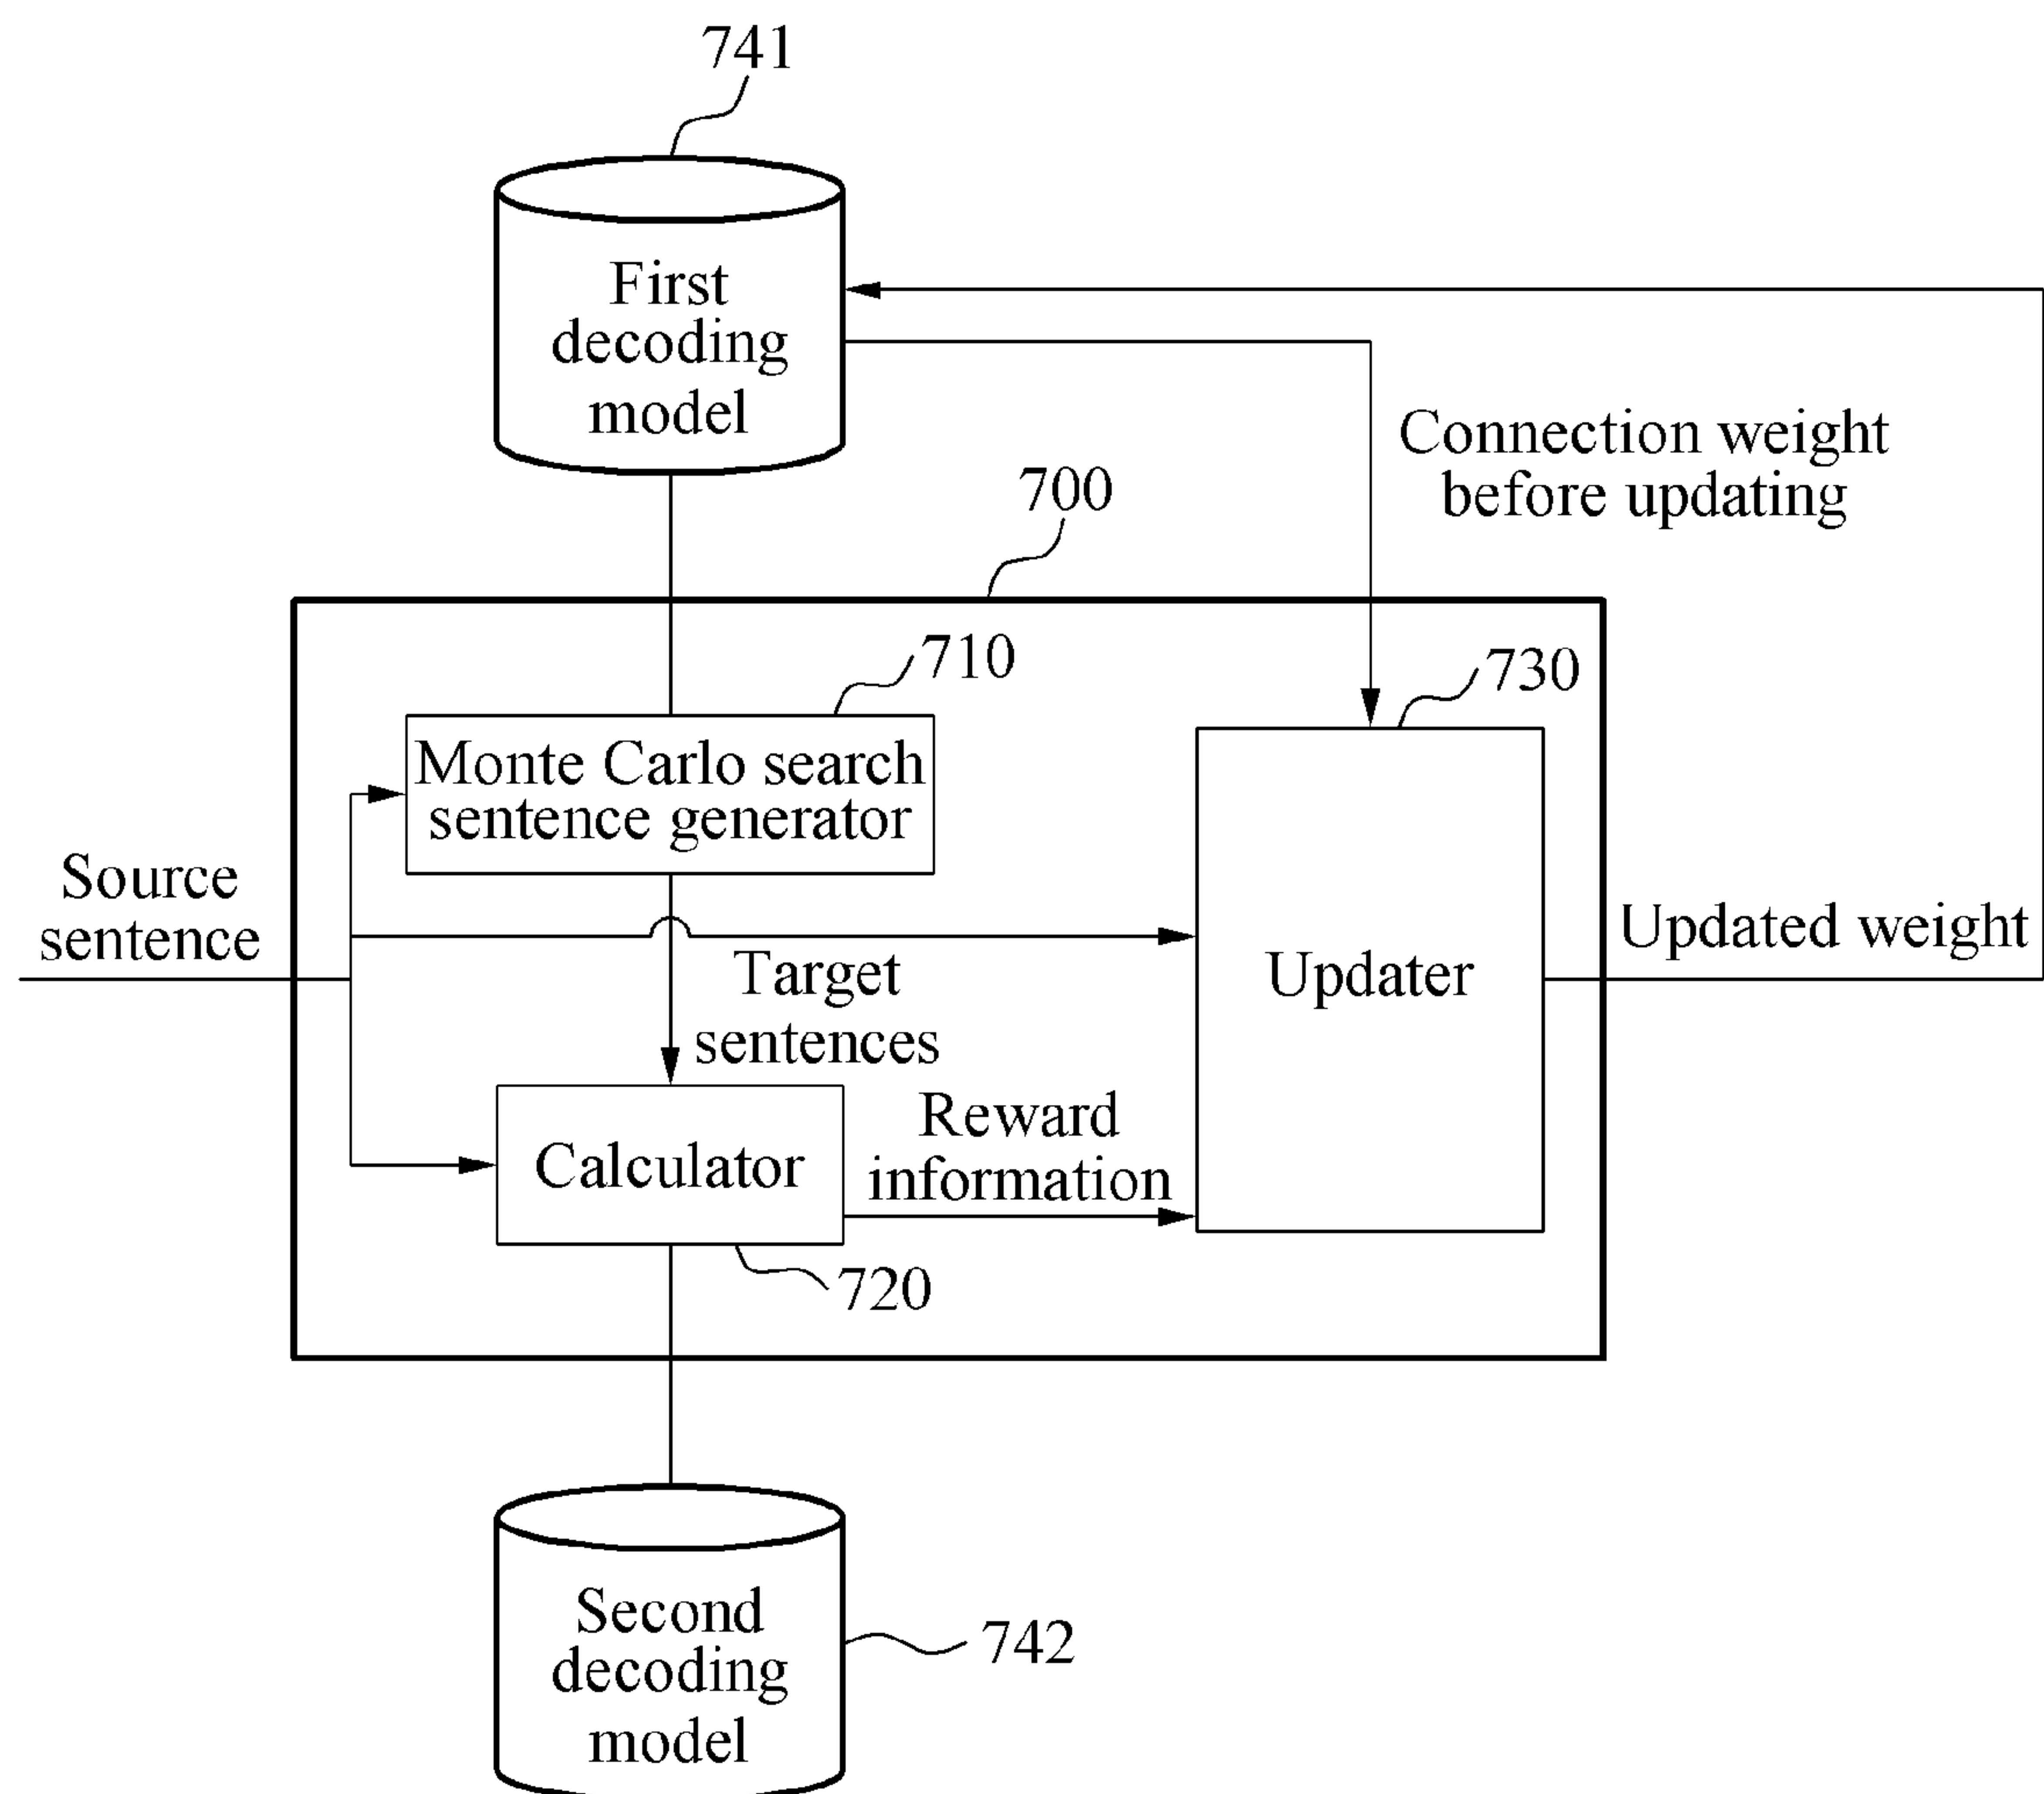 741
First
decoding
model
Connection weight
before updating
700
710
730
Monte Carlo search
sentence generator
Source
sentence
Target
sentences
Updater
Updated weight
Reward
information
Calculator
720
Second
decoding
model
742